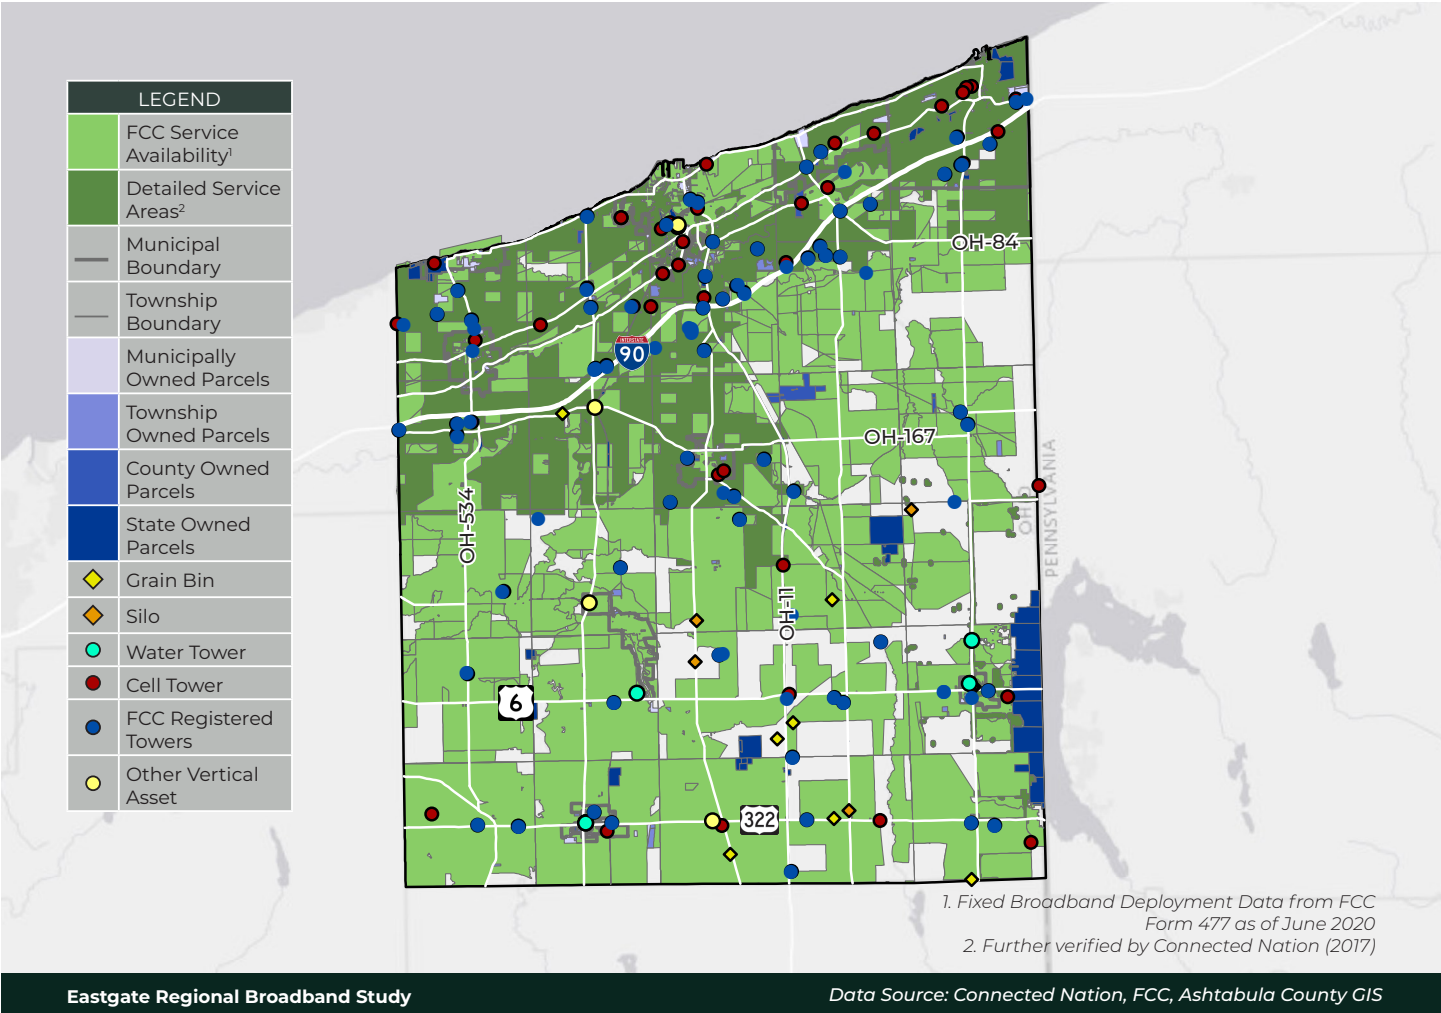 LEGEND
FCC Service
Availability¹
Detailed Service
Areas²
Municipal
Boundary
Township
Boundary
Municipally
Owned Parcels
Township
Owned Parcels
County Owned
Parcels
State Owned
Parcels
Grain Bin
Silo
Water Tower
Cell Tower
FCC Registered
Towers
Other Vertical
Asset
OH-84
INTERSTATE
90
OH-167
OH-534
OHIO
PENNSYLVANIA
OH-11
6
322
1. Fixed Broadband Deployment Data from FCC
Form 477 as of June 2020
2. Further verified by Connected Nation (2017)
Eastgate Regional Broadband Study
Data Source: Connected Nation, FCC, Ashtabula County GIS